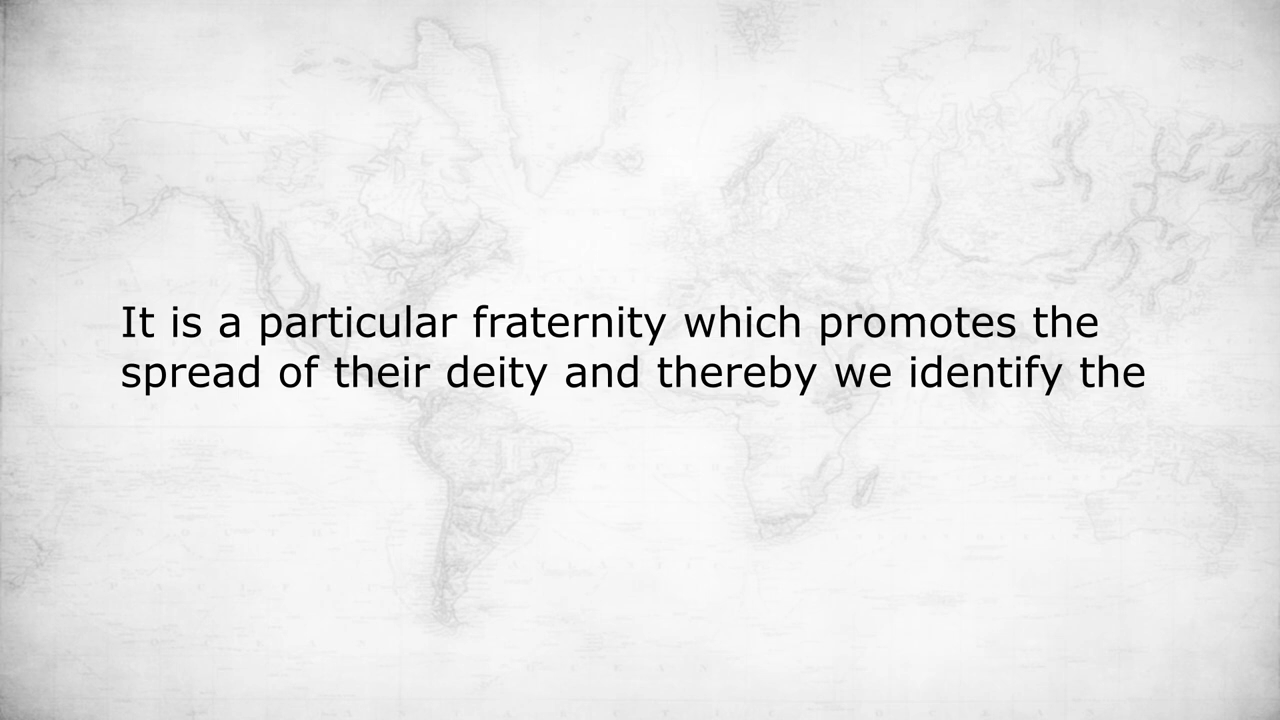 It is a particular fraternity which promotes the
spread of their deity and thereby we identify the